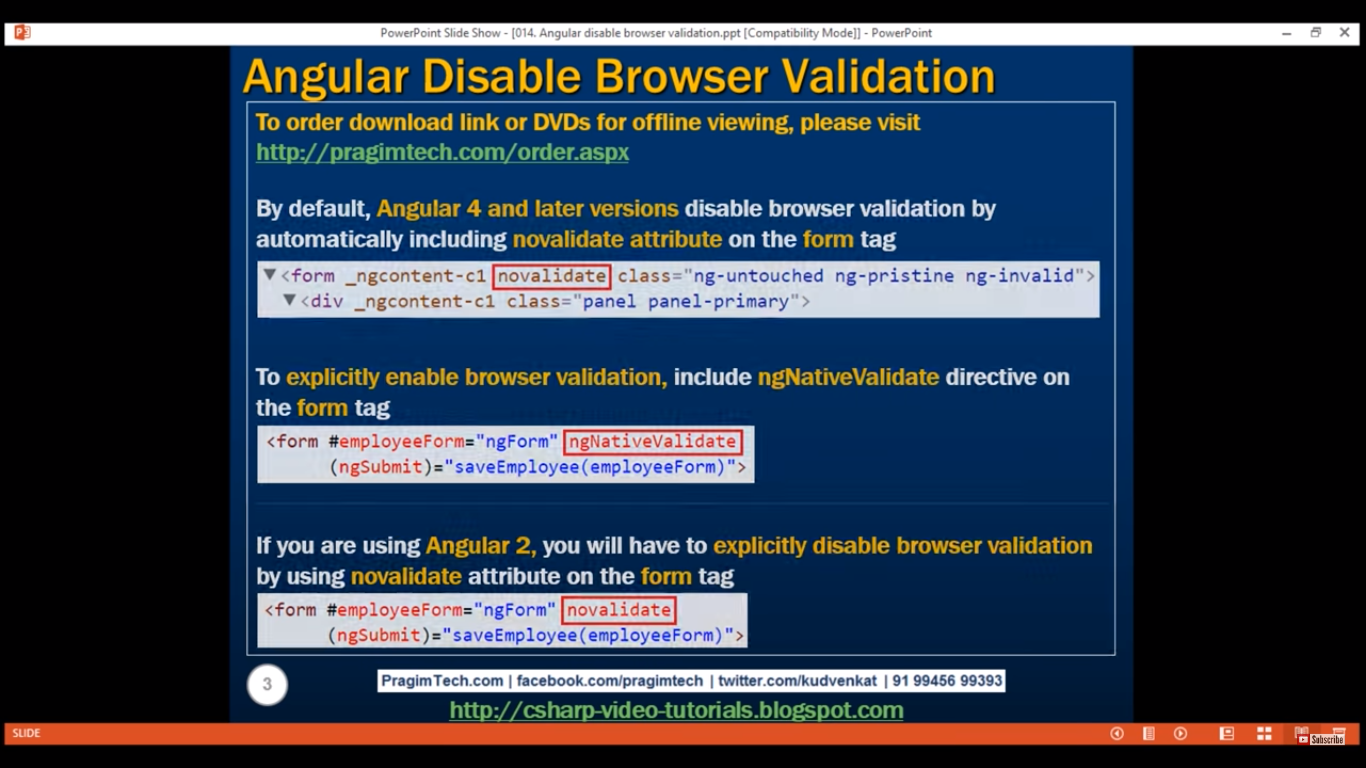 PowerPoint Slide Show - [014. Angular disable browser validation.ppt [Compatibility Mode]] - PowerPoint
Angular Disable Browser Validation
To order download link or DVDs for offline viewing, please visit
http://pragimtech.com/order.aspx
By default, Angular 4 and later versions disable browser validation by
automatically including novalidate attribute on the form tag
<form _ngcontent-c1 novalidate class="ng-untouched ng-pristine ng-invalid">
<div _ngcontent-c1 class="panel panel-primary">
To explicitly enable browser validation, include ngNativeValidate directive on
the form tag
<form #employeeForm="ngForm" ngNativeValidate
(ngSubmit)="saveEmployee(employeeForm)">
If you are using Angular 2, you will have to explicitly disable browser validation
by using novalidate attribute on the form tag
<form #employeeForm="ngForm" novalidate
(ngSubmit)="saveEmployee(employeeForm)">
3
PragimTech.com | facebook.com/pragimtech | twitter.com/kudvenkat | 91 99456 99393
http://csharp-video-tutorials.blogspot.com
SLIDE
Subscribe